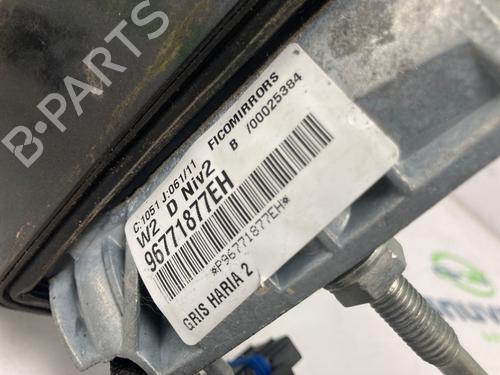 B-PARTS
C:1051 J:061/11 FICOMIRRORS
W2 D Niv2 B /00025384
96771877EH
*P96771877EH*
GRIS HARIA 2